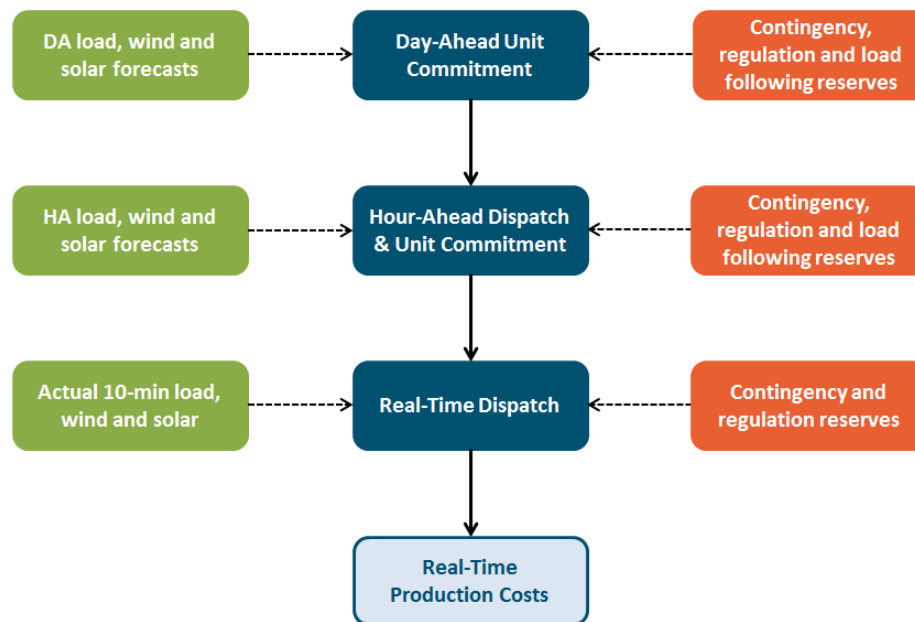 DA load, wind and
solar forecasts
Day-Ahead Unit
Commitment
Contingency,
regulation and load
following reserves
HA load, wind and
solar forecasts
Hour-Ahead Dispatch
& Unit Commitment
Contingency,
regulation and load
following reserves
Actual 10-min load,
wind and solar
Real-Time Dispatch
Contingency and
regulation reserves
Real-Time
Production Costs